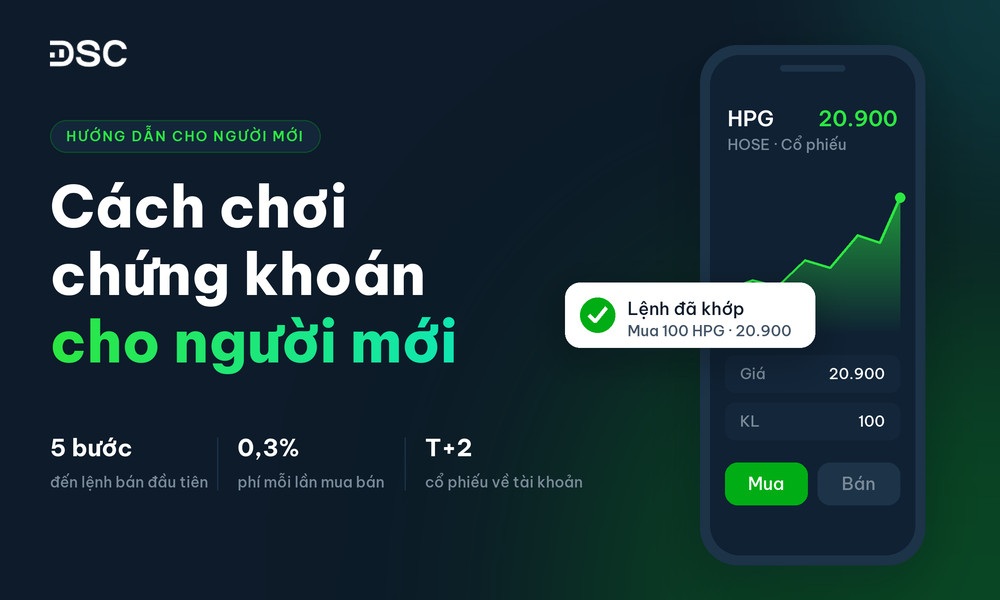 DSC
HƯỚNG DẪN CHO NGƯỜI MỚI
Cách chơi
chứng khoán
cho người mới
5 bước
đến lệnh bán đầu tiên
0,3%
phí mỗi lần mua bán
T+2
cổ phiếu về tài khoản
HPG 20.900
HOSE · Cổ phiếu
Lệnh đã khớp
Mua 100 HPG · 20.900
Giá 20.900
KL 100
Mua Bán